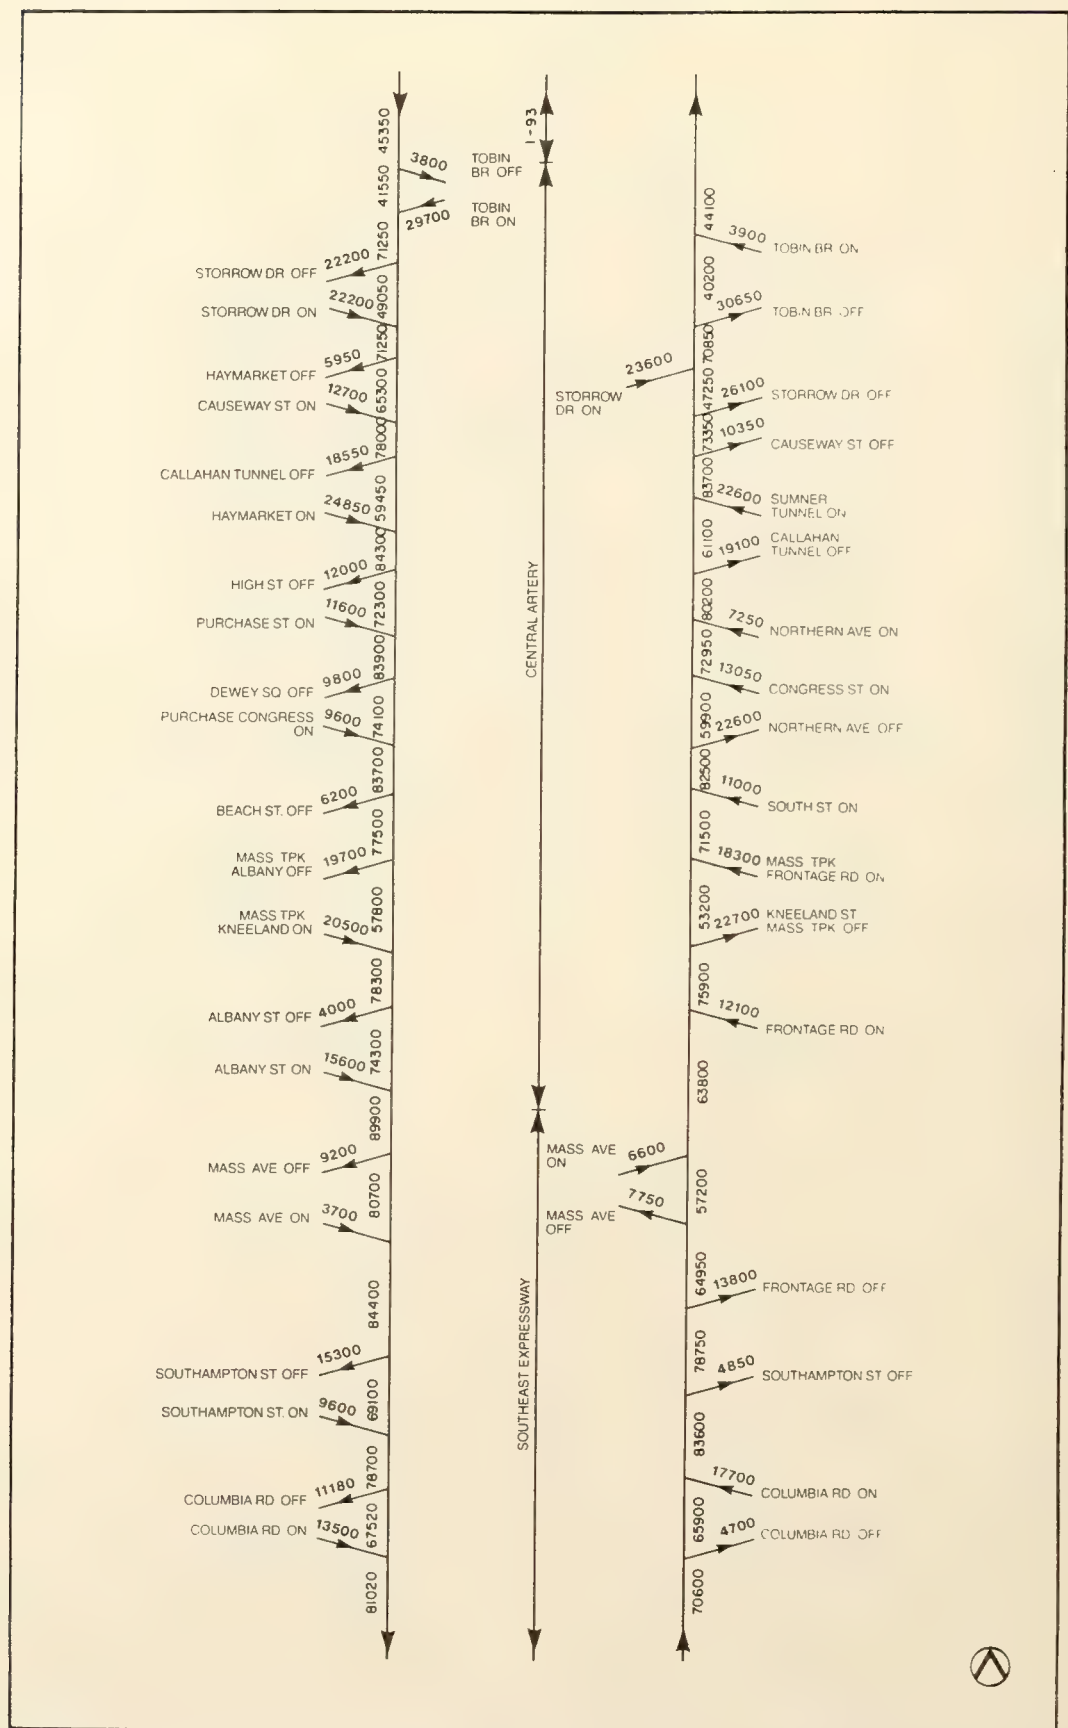 45350
3800
TOBIN
BR OFF
41550
29700
TOBIN
BR ON
71250
STORROW DR OFF
22200
49050
STORROW DR ON
22200
71250
HAYMARKET OFF
5950
65300
CAUSEWAY ST ON
12700
78000
CALLAHAN TUNNEL OFF
18550
59450
HAYMARKET ON
24850
84300
HIGH ST OFF
12000
72300
PURCHASE ST ON
11600
83900
DEWEY SQ OFF
9800
74100
PURCHASE CONGRESS
ON
9600
83700
BEACH ST. OFF
6200
77500
MASS TPK
ALBANY OFF
19700
57800
MASS TPK
KNEELAND ON
20500
78300
ALBANY ST OFF
4000
74300
ALBANY ST ON
15600
89900
MASS AVE OFF
9200
80700
MASS AVE ON
3700
84400
SOUTHAMPTON ST OFF
15300
69100
SOUTHAMPTON ST. ON
9600
78700
COLUMBIA RD OFF
11180
67520
COLUMBIA RD ON
13500
81020
I-93
CENTRAL ARTERY
SOUTHEAST EXPRESSWAY
44100
3900
TOBIN BR ON
40200
30650
TOBIN BR OFF
70850
23600
STORROW
DR ON
47250
26100
STORROW DR OFF
73350
10350
CAUSEWAY ST OFF
83700
22600
SUMNER
TUNNEL ON
61100
19100
CALLAHAN
TUNNEL OFF
80200
7250
NORTHERN AVE ON
72950
13050
CONGRESS ST ON
59900
22600
NORTHERN AVE OFF
82500
11000
SOUTH ST ON
71500
18300
MASS TPK
FRONTAGE RD ON
53200
22700
KNEELAND ST
MASS TPK OFF
75900
12100
FRONTAGE RD ON
63800
MASS AVE
ON
6600
57200
7750
MASS AVE
OFF
64950
13800
FRONTAGE RD OFF
78750
4850
SOUTHAMPTON ST OFF
83600
17700
COLUMBIA RD ON
65900
4700
COLUMBIA RD OFF
70600